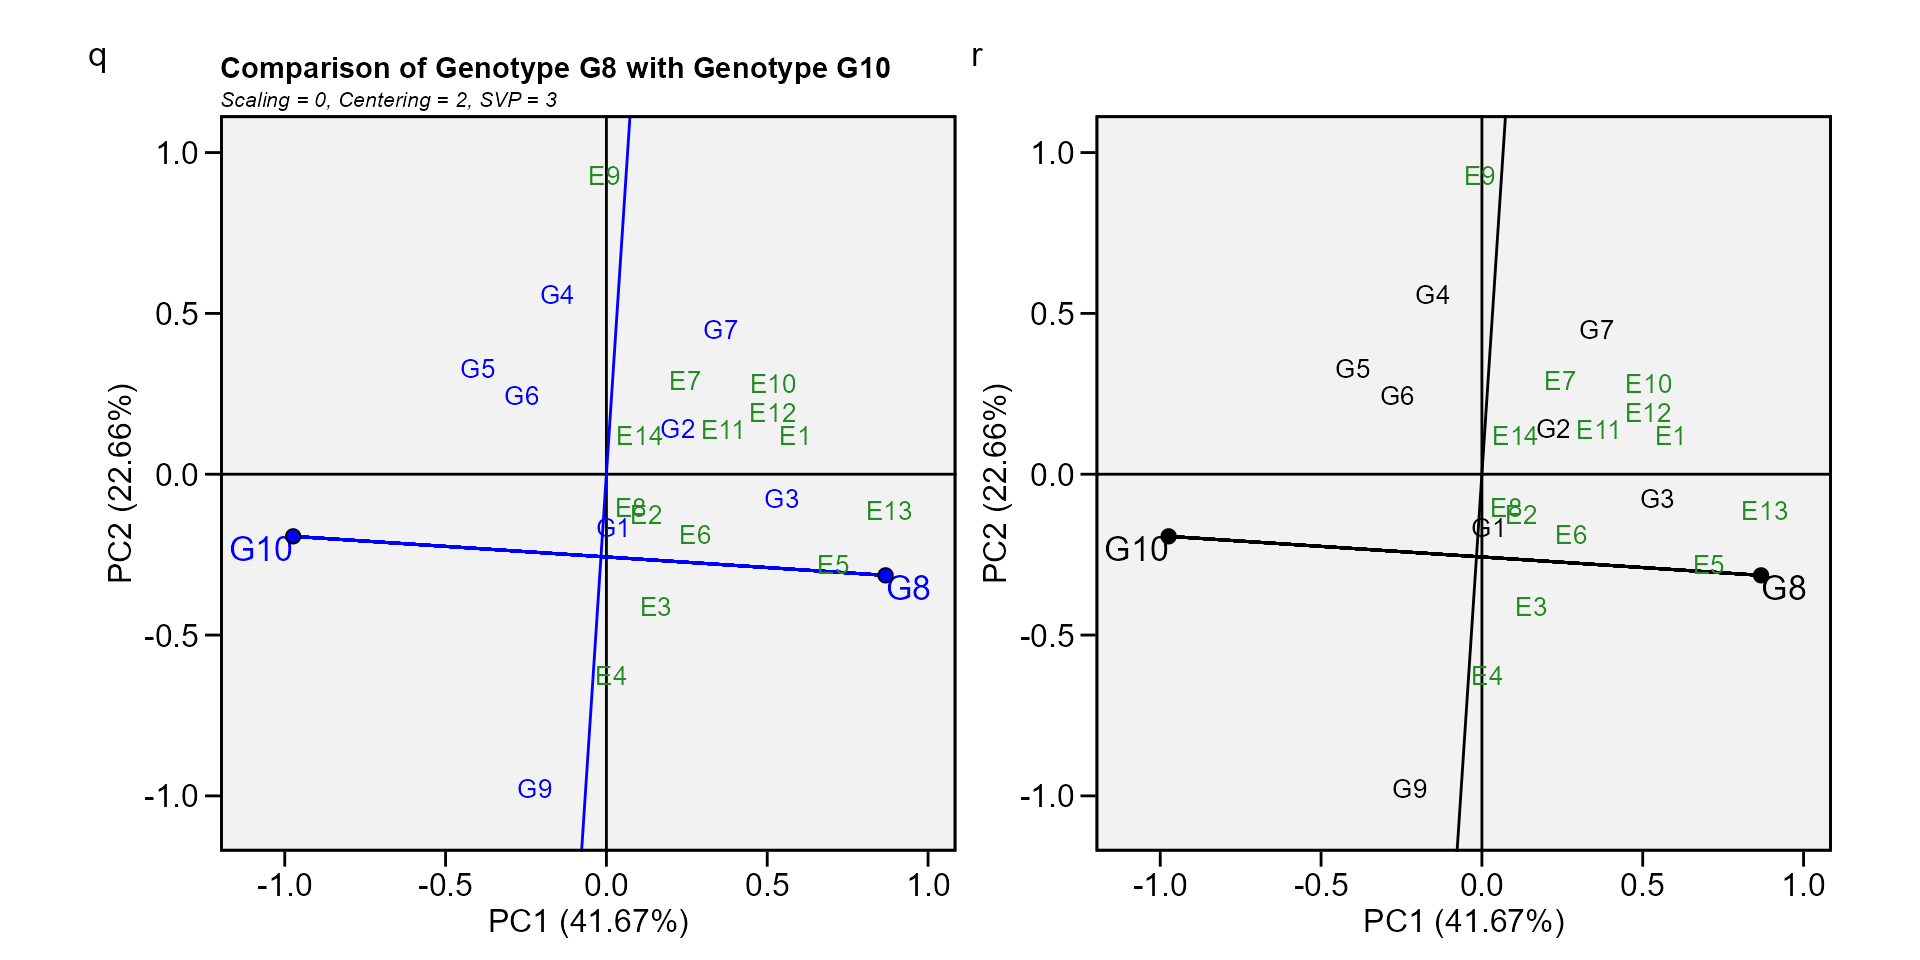 q
Comparison of Genotype G8 with Genotype G10
Scaling = 0, Centering = 2, SVP = 3
1.0
0.5
0.0
-0.5
-1.0
PC2 (22.66%)
E9
G4
G7
G5
G6
E7
E10
E12
E14
G2
E11
E1
G3
E8
E2
E13
G1
E6
G10
E5
G8
E3
E4
G9
-1.0
-0.5
0.0
0.5
1.0
PC1 (41.67%)
r
1.0
0.5
0.0
-0.5
-1.0
PC2 (22.66%)
E9
G4
G7
G5
G6
E7
E10
E12
E14
G2
E11
E1
G3
E8
E2
E13
G1
E6
G10
E5
G8
E3
E4
G9
-1.0
-0.5
0.0
0.5
1.0
PC1 (41.67%)